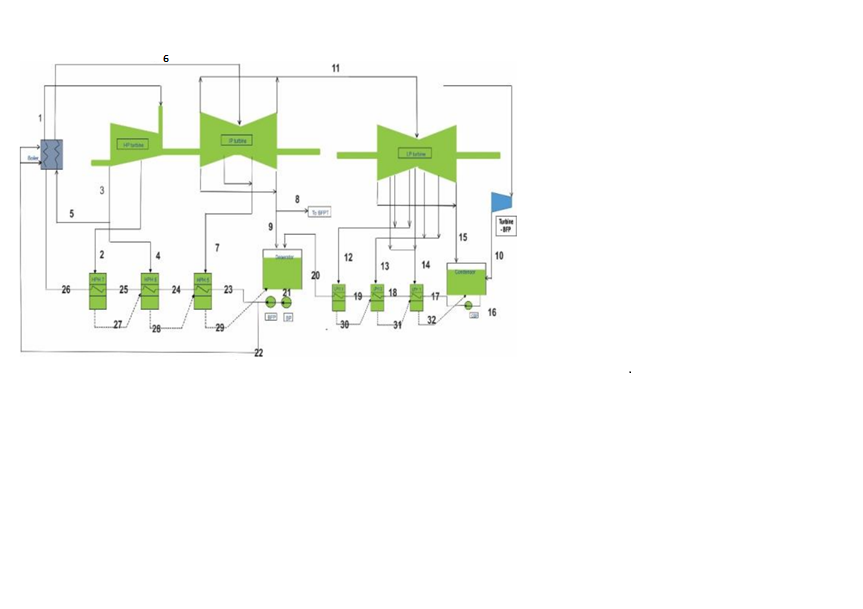 6
11
1
HP turbine
IP turbine
LP turbine
Boiler
3
5
8
To BFPT
Turbine
- BFP
9
15
10
2
4
7
12
13
14
20
Deaerator
Condenser
HPH 7
HPH 6
HPH 5
26
25
24
23
21
19
18
17
16
BFP
BP
CEP
27
28
29
30
31
32
22